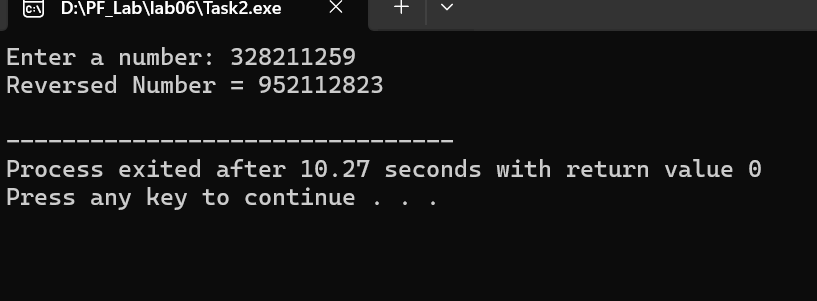 D:\PF_Lab\lab06\Task2.exe
Enter a number: 328211259
Reversed Number = 952112823
--------------------------------
Process exited after 10.27 seconds with return value 0
Press any key to continue . . .